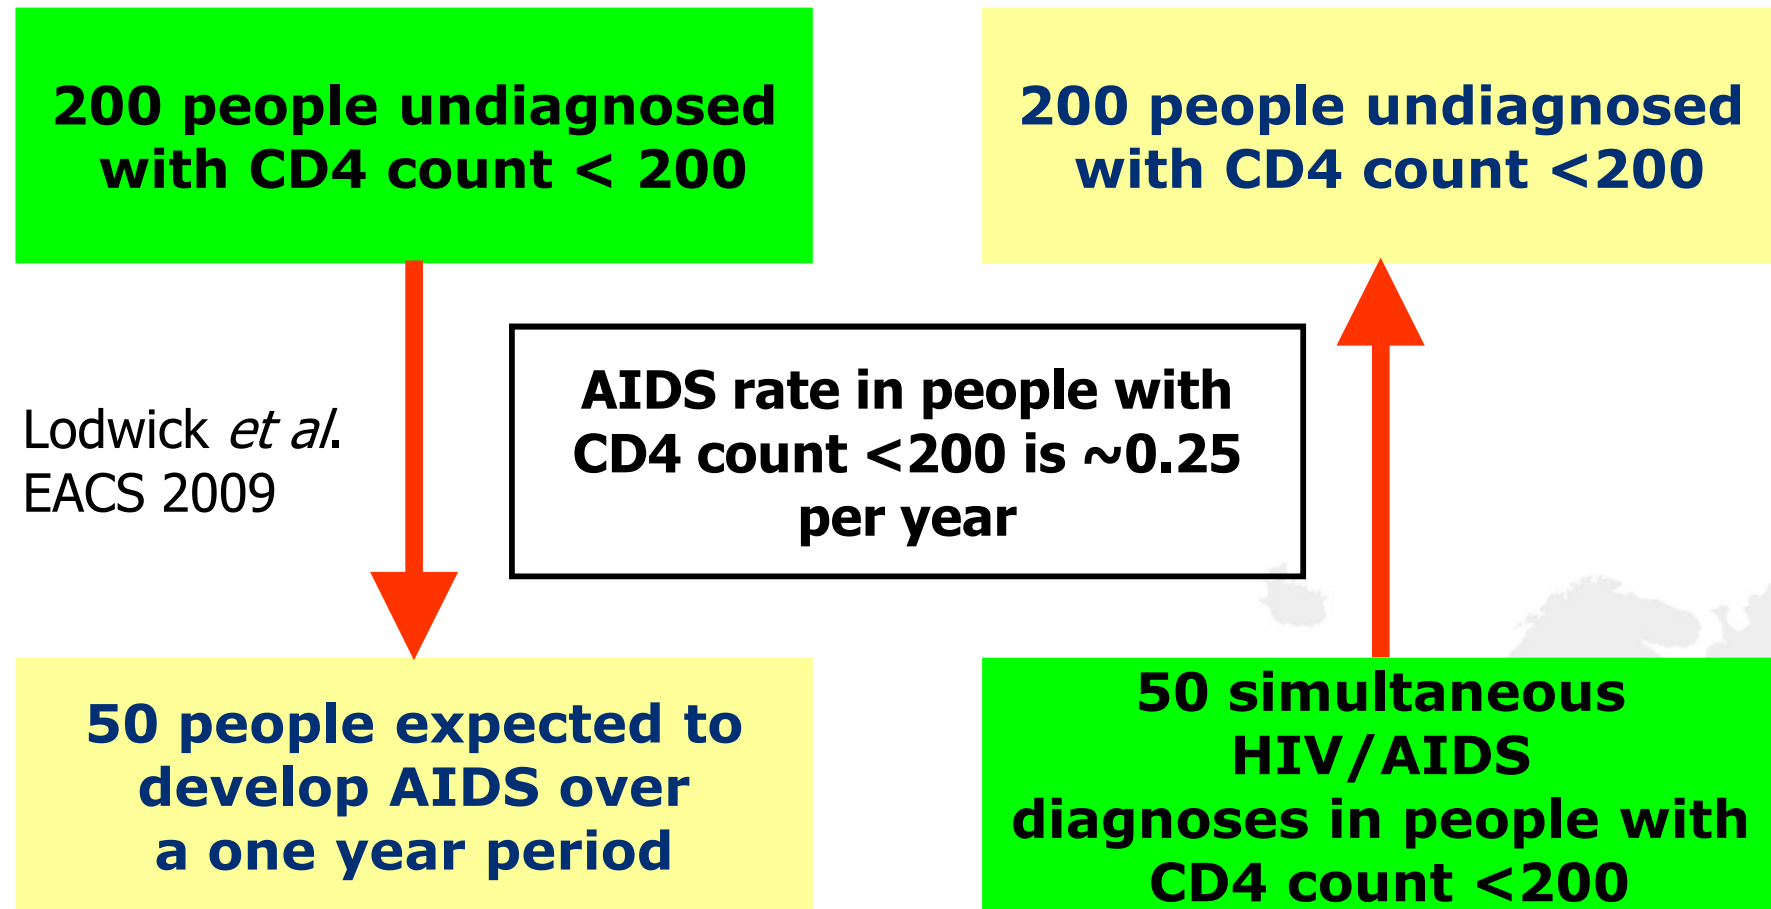 200 people undiagnosed
with CD4 count < 200
200 people undiagnosed
with CD4 count <200
Lodwick et al.
EACS 2009
AIDS rate in people with
CD4 count <200 is ~0.25
per year
50 people expected to
develop AIDS over
a one year period
50 simultaneous
HIV/AIDS
diagnoses in people with
CD4 count <200